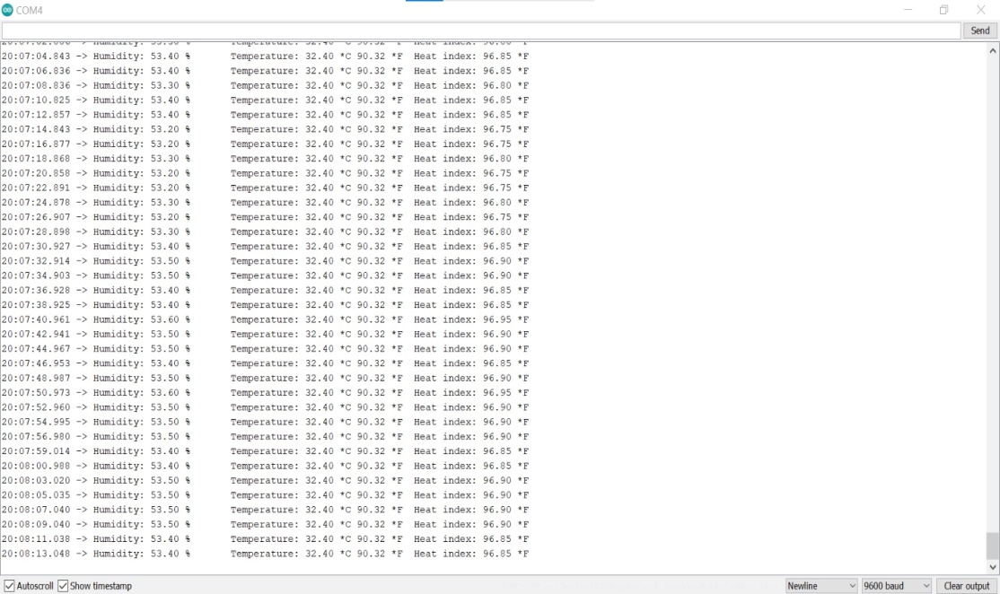 COM4
Send
20:07:04.843 -> Humidity: 53.40 % Temperature: 32.40 *C 90.32 *F Heat index: 96.85 *F
20:07:06.836 -> Humidity: 53.40 % Temperature: 32.40 *C 90.32 *F Heat index: 96.85 *F
20:07:08.836 -> Humidity: 53.30 % Temperature: 32.40 *C 90.32 *F Heat index: 96.80 *F
20:07:10.825 -> Humidity: 53.40 % Temperature: 32.40 *C 90.32 *F Heat index: 96.85 *F
20:07:12.857 -> Humidity: 53.40 % Temperature: 32.40 *C 90.32 *F Heat index: 96.85 *F
20:07:14.843 -> Humidity: 53.20 % Temperature: 32.40 *C 90.32 *F Heat index: 96.75 *F
20:07:16.877 -> Humidity: 53.20 % Temperature: 32.40 *C 90.32 *F Heat index: 96.75 *F
20:07:18.868 -> Humidity: 53.30 % Temperature: 32.40 *C 90.32 *F Heat index: 96.80 *F
20:07:20.858 -> Humidity: 53.20 % Temperature: 32.40 *C 90.32 *F Heat index: 96.75 *F
20:07:22.891 -> Humidity: 53.20 % Temperature: 32.40 *C 90.32 *F Heat index: 96.75 *F
20:07:24.878 -> Humidity: 53.30 % Temperature: 32.40 *C 90.32 *F Heat index: 96.80 *F
20:07:26.907 -> Humidity: 53.20 % Temperature: 32.40 *C 90.32 *F Heat index: 96.75 *F
20:07:28.898 -> Humidity: 53.30 % Temperature: 32.40 *C 90.32 *F Heat index: 96.80 *F
20:07:30.927 -> Humidity: 53.40 % Temperature: 32.40 *C 90.32 *F Heat index: 96.85 *F
20:07:32.914 -> Humidity: 53.50 % Temperature: 32.40 *C 90.32 *F Heat index: 96.90 *F
20:07:34.903 -> Humidity: 53.50 % Temperature: 32.40 *C 90.32 *F Heat index: 96.90 *F
20:07:36.928 -> Humidity: 53.40 % Temperature: 32.40 *C 90.32 *F Heat index: 96.85 *F
20:07:38.925 -> Humidity: 53.40 % Temperature: 32.40 *C 90.32 *F Heat index: 96.85 *F
20:07:40.961 -> Humidity: 53.60 % Temperature: 32.40 *C 90.32 *F Heat index: 96.95 *F
20:07:42.941 -> Humidity: 53.50 % Temperature: 32.40 *C 90.32 *F Heat index: 96.90 *F
20:07:44.967 -> Humidity: 53.50 % Temperature: 32.40 *C 90.32 *F Heat index: 96.90 *F
20:07:46.953 -> Humidity: 53.40 % Temperature: 32.40 *C 90.32 *F Heat index: 96.85 *F
20:07:48.987 -> Humidity: 53.50 % Temperature: 32.40 *C 90.32 *F Heat index: 96.90 *F
20:07:50.973 -> Humidity: 53.60 % Temperature: 32.40 *C 90.32 *F Heat index: 96.95 *F
20:07:52.960 -> Humidity: 53.50 % Temperature: 32.40 *C 90.32 *F Heat index: 96.90 *F
20:07:54.995 -> Humidity: 53.50 % Temperature: 32.40 *C 90.32 *F Heat index: 96.90 *F
20:07:56.980 -> Humidity: 53.50 % Temperature: 32.40 *C 90.32 *F Heat index: 96.90 *F
20:07:59.014 -> Humidity: 53.40 % Temperature: 32.40 *C 90.32 *F Heat index: 96.85 *F
20:08:00.988 -> Humidity: 53.40 % Temperature: 32.40 *C 90.32 *F Heat index: 96.85 *F
20:08:03.020 -> Humidity: 53.50 % Temperature: 32.40 *C 90.32 *F Heat index: 96.90 *F
20:08:05.035 -> Humidity: 53.50 % Temperature: 32.40 *C 90.32 *F Heat index: 96.90 *F
20:08:07.040 -> Humidity: 53.50 % Temperature: 32.40 *C 90.32 *F Heat index: 96.90 *F
20:08:09.040 -> Humidity: 53.50 % Temperature: 32.40 *C 90.32 *F Heat index: 96.90 *F
20:08:11.038 -> Humidity: 53.40 % Temperature: 32.40 *C 90.32 *F Heat index: 96.85 *F
20:08:13.048 -> Humidity: 53.40 % Temperature: 32.40 *C 90.32 *F Heat index: 96.85 *F
Autoscroll Show timestamp Newline 9600 baud Clear output